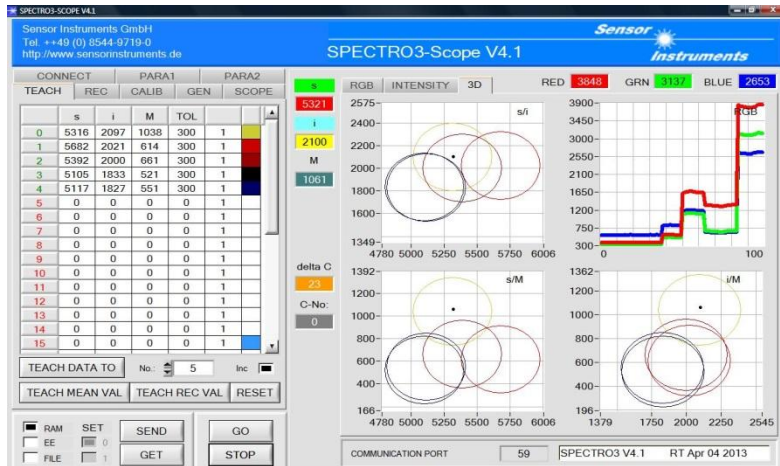 SPECTRO3-SCOPE V4.1
Sensor Instruments GmbH
Tel. ++49 (0) 8544-9719-0
http://www.sensorinstruments.de
SPECTRO3-Scope V4.1
Sensor Instruments
CONNECT PARA1 PARA2
TEACH REC CALIB GEN SCOPE
s i M TOL
0 5316 2097 1038 300 1
1 5682 2021 614 300 1
2 5392 2000 661 300 1
3 5105 1833 521 300 1
4 5117 1827 551 300 1
5 0 0 0 0 1
6 0 0 0 0 1
7 0 0 0 0 1
8 0 0 0 0 1
9 0 0 0 0 1
10 0 0 0 0 1
11 0 0 0 0 1
12 0 0 0 0 1
13 0 0 0 0 1
14 0 0 0 0 1
15 0 0 0 0 1
TEACH DATA TO No.: 5 Inc
TEACH MEAN VAL TEACH REC VAL RESET
RAM SET SEND GO
EE 0
FILE 1 GET STOP
s
5321
i
2100
M
1061
delta C
23
C-No:
0
RGB INTENSITY 3D RED 3848 GRN 3137 BLUE 2653
s/i
2575
2400
2200
2000
1800
1600
1349
4780 5000 5250 5500 5750 6006
RGB
3900
3450
3000
2550
2100
1650
1200
750
300
0 100
s/M
1392
1200
1000
800
600
400
166
4780 5000 5250 5500 5750 6006
i/M
1362
1200
1000
800
600
400
196
1379 1750 2000 2250 2545
COMMUNICATION PORT 59 SPECTRO3 V4.1 RT Apr 04 2013